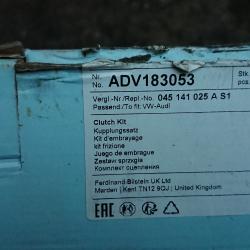 Nr. No. ADV183053
Stk
pcs
Vergl.-Nr./Repl.-No. 045 141 025 A S1
Passend/To fit: VW-Audi
Clutch Kit
Kupplungssatz
Kit d'embrayage
kit frizione
Juego de embrague
Zestaw sprzęgła
Комплект сцепления
Ferdinand Bilstein UK Ltd
Marden | Kent TN12 9QJ | United Kingdom
EAC